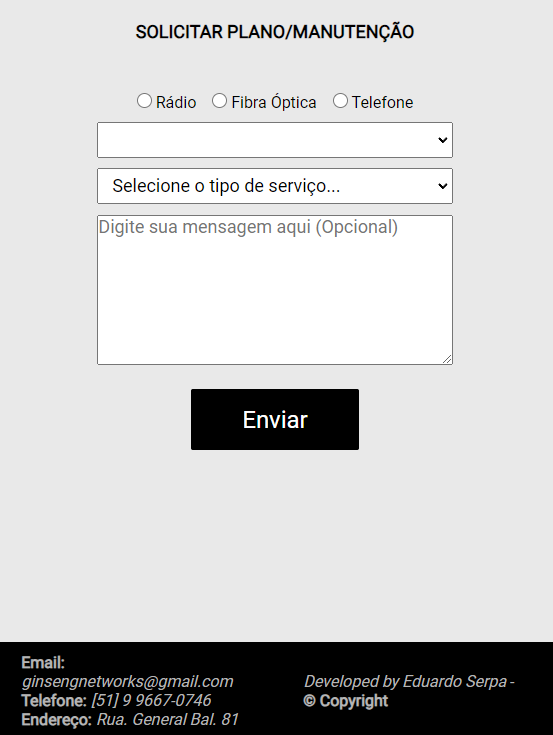 SOLICITAR PLANO/MANUTENÇÃO
Rádio Fibra Óptica Telefone
Selecione o tipo de serviço...
Digite sua mensagem aqui (Opcional)
Enviar
Email:
ginsengnetworks@gmail.com
Telefone: [51] 9 9667-0746
Endereço: Rua. General Bal. 81
Developed by Eduardo Serpa -
© Copyright